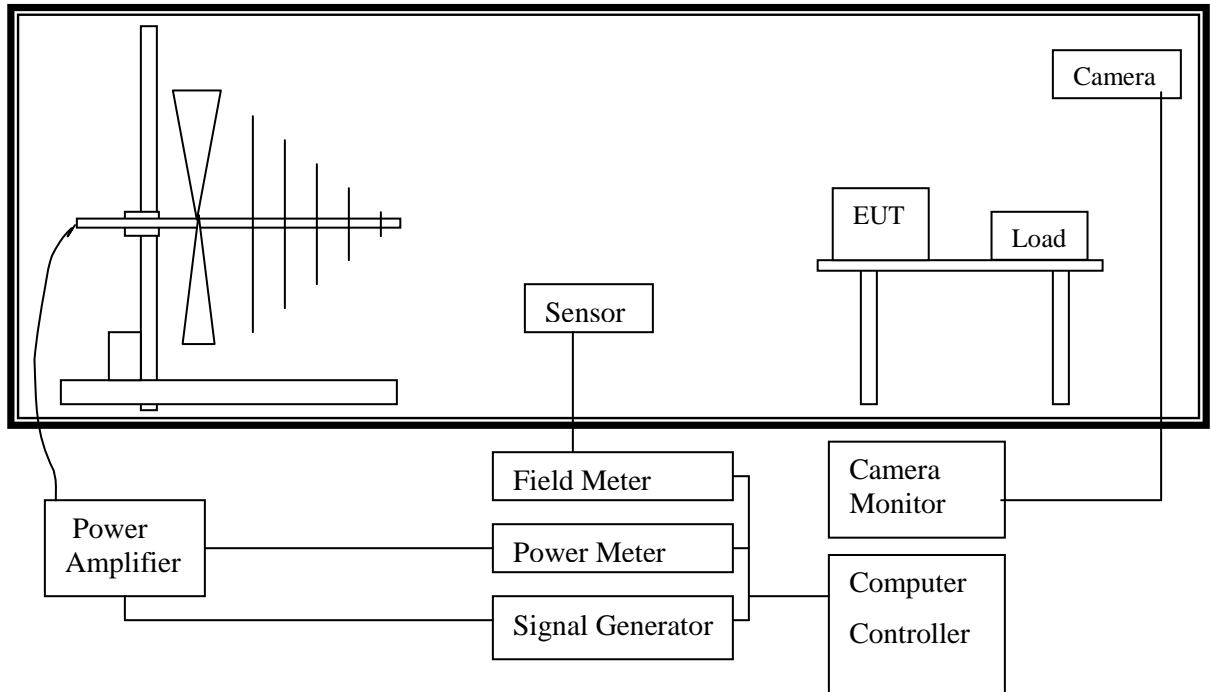 Camera
EUT
Load
Sensor
Field Meter
Camera
Monitor
Power
Amplifier
Power Meter
Signal Generator
Computer
Controller